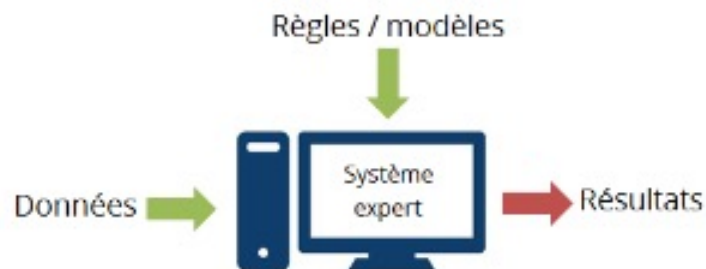 Règles / modèles
Données
Système
expert
Résultats